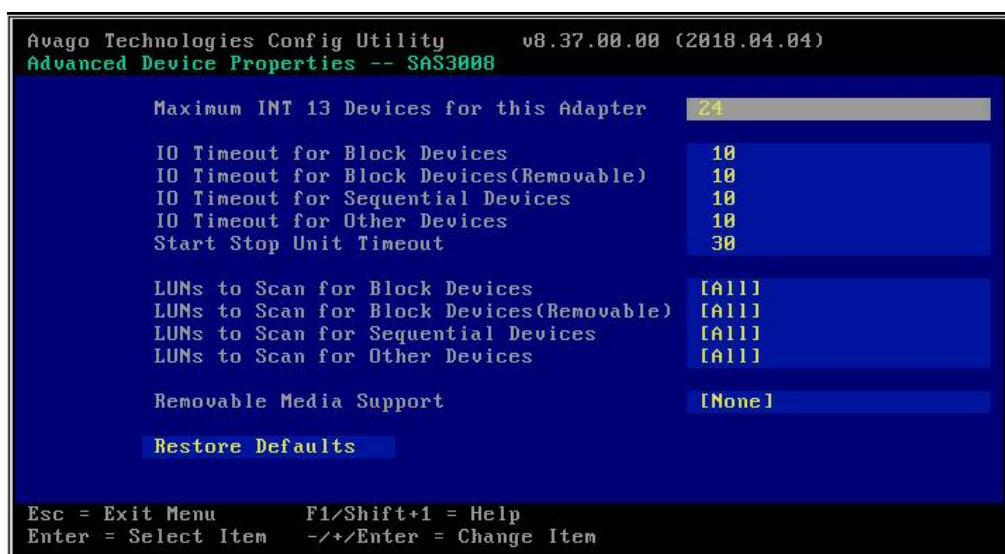 Avago Technologies Config Utility v8.37.00.00 (2018.04.04)
Advanced Device Properties -- SAS3008
Maximum INT 13 Devices for this Adapter 24
IO Timeout for Block Devices 10
IO Timeout for Block Devices(Removable) 10
IO Timeout for Sequential Devices 10
IO Timeout for Other Devices 10
Start Stop Unit Timeout 30
LUNs to Scan for Block Devices [All]
LUNs to Scan for Block Devices(Removable) [All]
LUNs to Scan for Sequential Devices [All]
LUNs to Scan for Other Devices [All]
Removable Media Support [None]
Restore Defaults
Esc = Exit Menu F1/Shift+1 = Help
Enter = Select Item -/+/Enter = Change Item